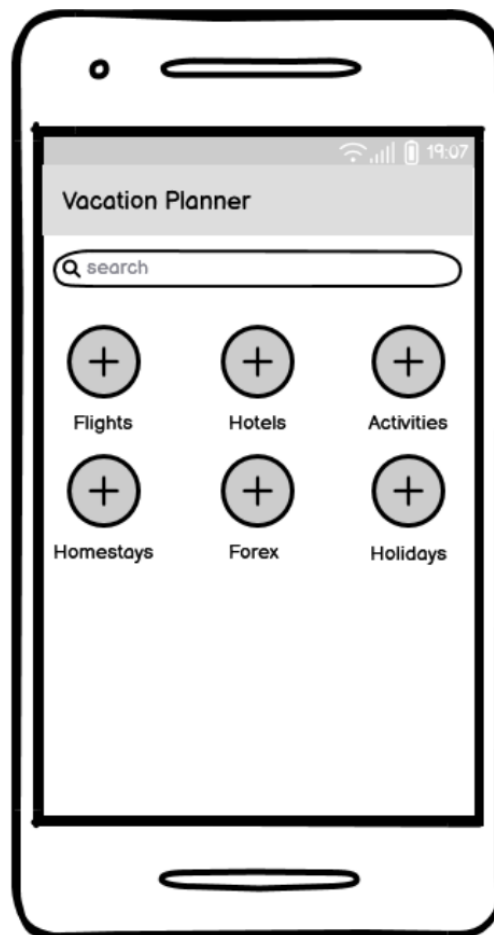 19:07
Vacation Planner
search
Flights Hotels Activities
Homestays Forex Holidays